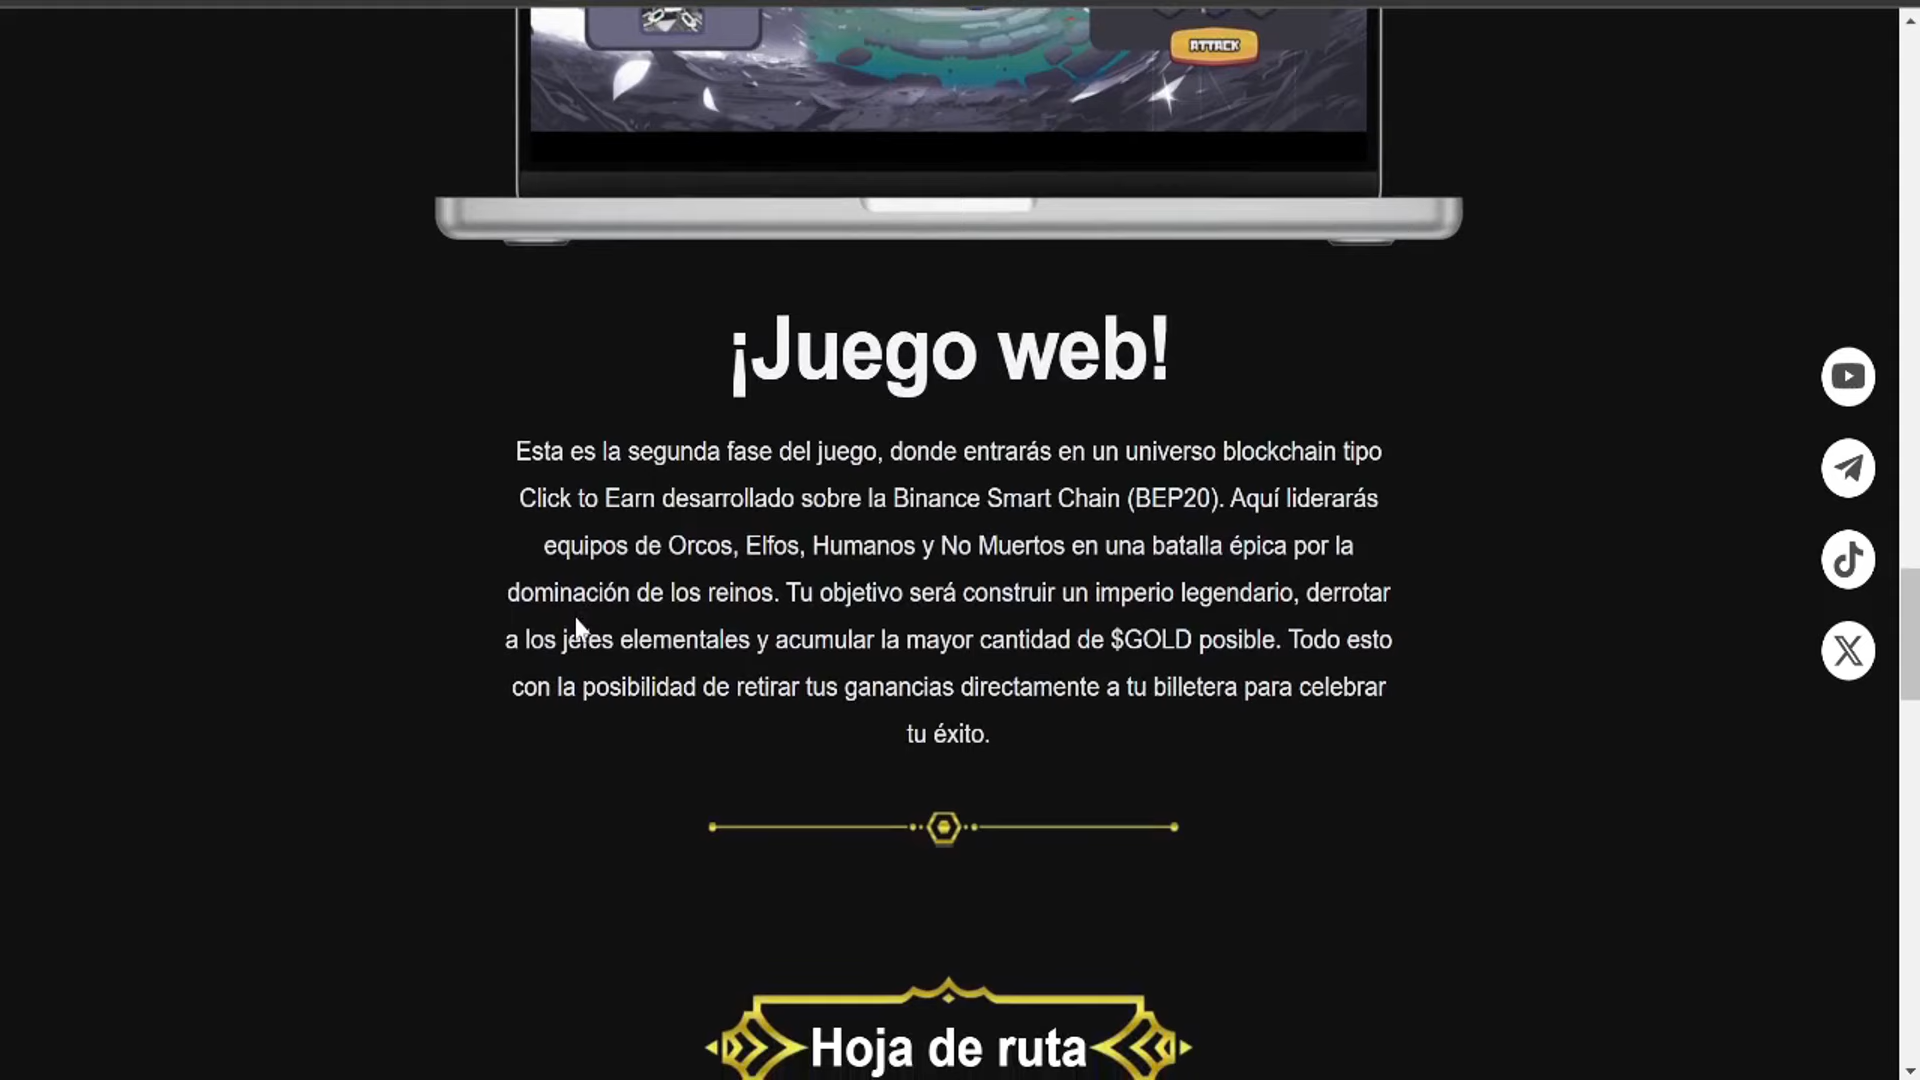 ATTACK
¡Juego web!
Esta es la segunda fase del juego, donde entrarás en un universo blockchain tipo
Click to Earn desarrollado sobre la Binance Smart Chain (BEP20). Aquí liderarás
equipos de Orcos, Elfos, Humanos y No Muertos en una batalla épica por la
dominación de los reinos. Tu objetivo será construir un imperio legendario, derrotar
a los jefes elementales y acumular la mayor cantidad de $GOLD posible. Todo esto
con la posibilidad de retirar tus ganancias directamente a tu billetera para celebrar
tu éxito.
Hoja de ruta